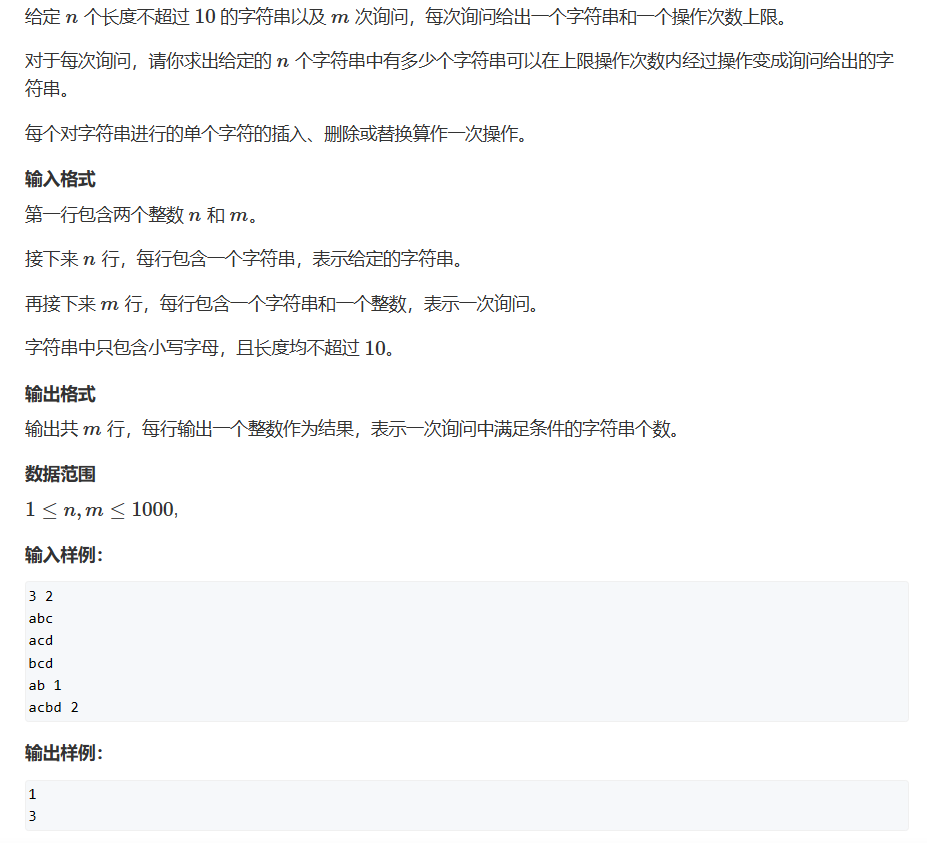 给定 n 个长度不超过 10 的字符串以及 m 次询问，每次询问给出一个字符串和一个操作次数上限。
对于每次询问，请你求出给定的 n 个字符串中有多少个字符串可以在上限操作次数内经过操作变成询问给出的字
符串。
每个对字符串进行的单个字符的插入、删除或替换算作一次操作。
输入格式
第一行包含两个整数 n 和 m。
接下来 n 行，每行包含一个字符串，表示给定的字符串。
再接下来 m 行，每行包含一个字符串和一个整数，表示一次询问。
字符串中只包含小写字母，且长度均不超过 10。
输出格式
输出共 m 行，每行输出一个整数作为结果，表示一次询问中满足条件的字符串个数。
数据范围
1 ≤ n, m ≤ 1000,
输入样例：
3 2
abc
acd
bcd
ab 1
acbd 2
输出样例：
1
3